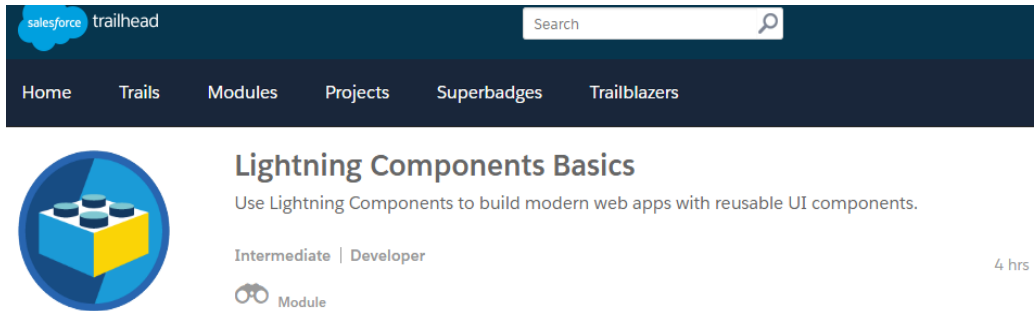 salesforce trailhead
Search
Home Trails Modules Projects Superbadges Trailblazers
Lightning Components Basics
Use Lightning Components to build modern web apps with reusable UI components.
Intermediate | Developer
4 hrs
Module